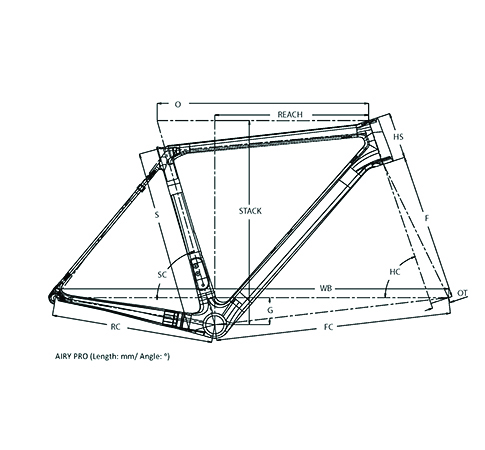 O
REACH
HS
S
STACK
F
SC
HC
WB
OT
G
RC
FC
AIRY PRO (Length: mm/ Angle: °)